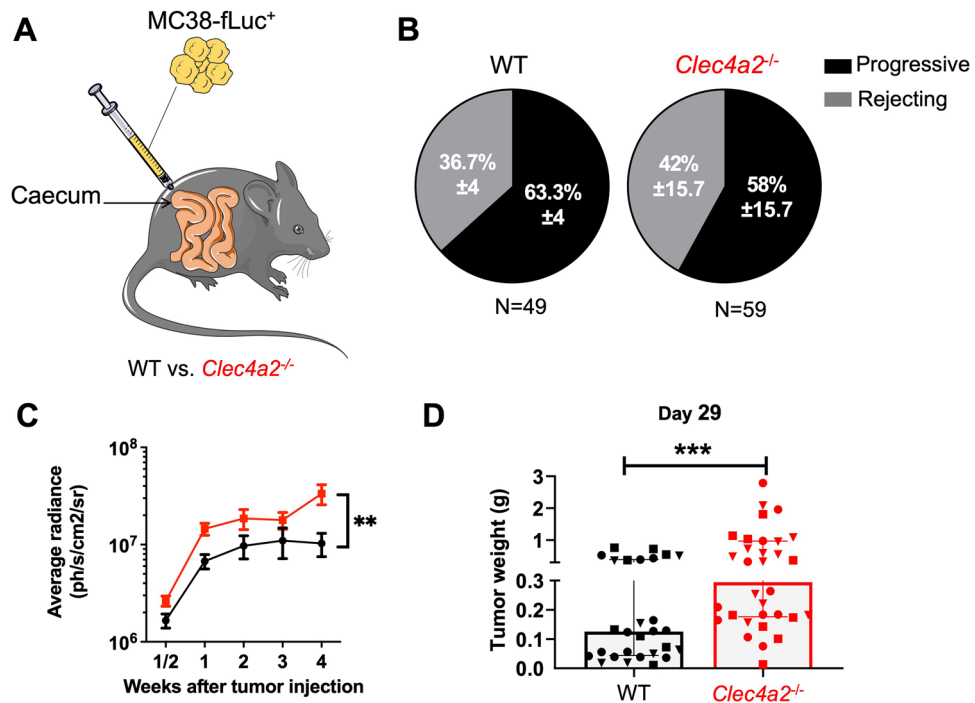 A
MC38-fLuc⁺
Caecum
WT vs. Clec4a2⁻/⁻
B
WT
Clec4a2⁻/⁻
Progressive
Rejecting
36.7%
±4
63.3%
±4
42%
±15.7
58%
±15.7
N=49
N=59
C
10⁸
10⁷
10⁶
Average radiance
(ph/s/cm2/sr)
**
1/2 1 2 3 4
Weeks after tumor injection
D
Day 29
***
Tumor weight (g)
3
2
1
0.3
0.2
0.1
0.0
WT
Clec4a2⁻/⁻